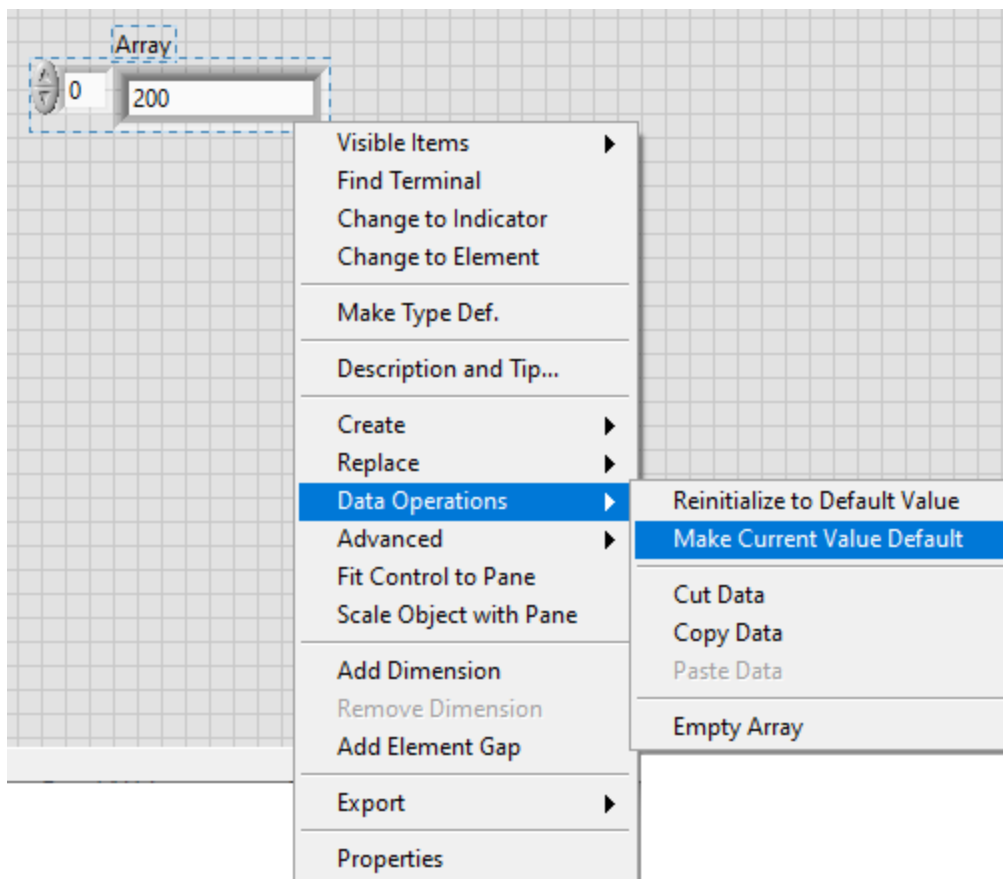 Array
0
200
Visible Items
Find Terminal
Change to Indicator
Change to Element
Make Type Def.
Description and Tip...
Create
Replace
Data Operations
Advanced
Fit Control to Pane
Scale Object with Pane
Add Dimension
Remove Dimension
Add Element Gap
Export
Properties
Reinitialize to Default Value
Make Current Value Default
Cut Data
Copy Data
Paste Data
Empty Array